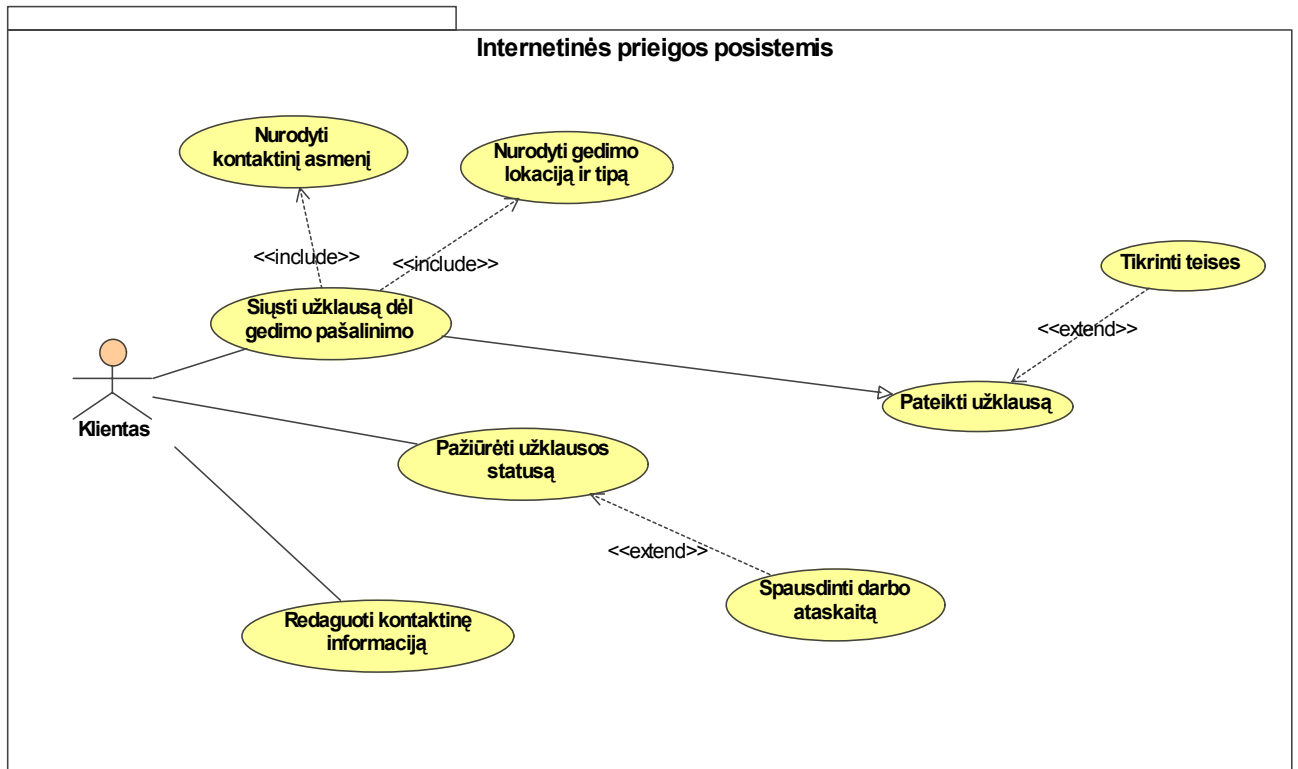 Internetinės prieigos posistemis
Nurodyti
kontaktinį asmenį
Nurodyti gedimo
lokaciją ir tipą
<<include>>
<<include>>
Tikrinti teises
<<extend>>
Siųsti užklausą dėl
gedimo pašalinimo
Pateikti užklausą
Klientas
Pažiūrėti užklausos
statusą
<<extend>>
Spausdinti darbo
ataskaitą
Redaguoti kontaktinę
informaciją